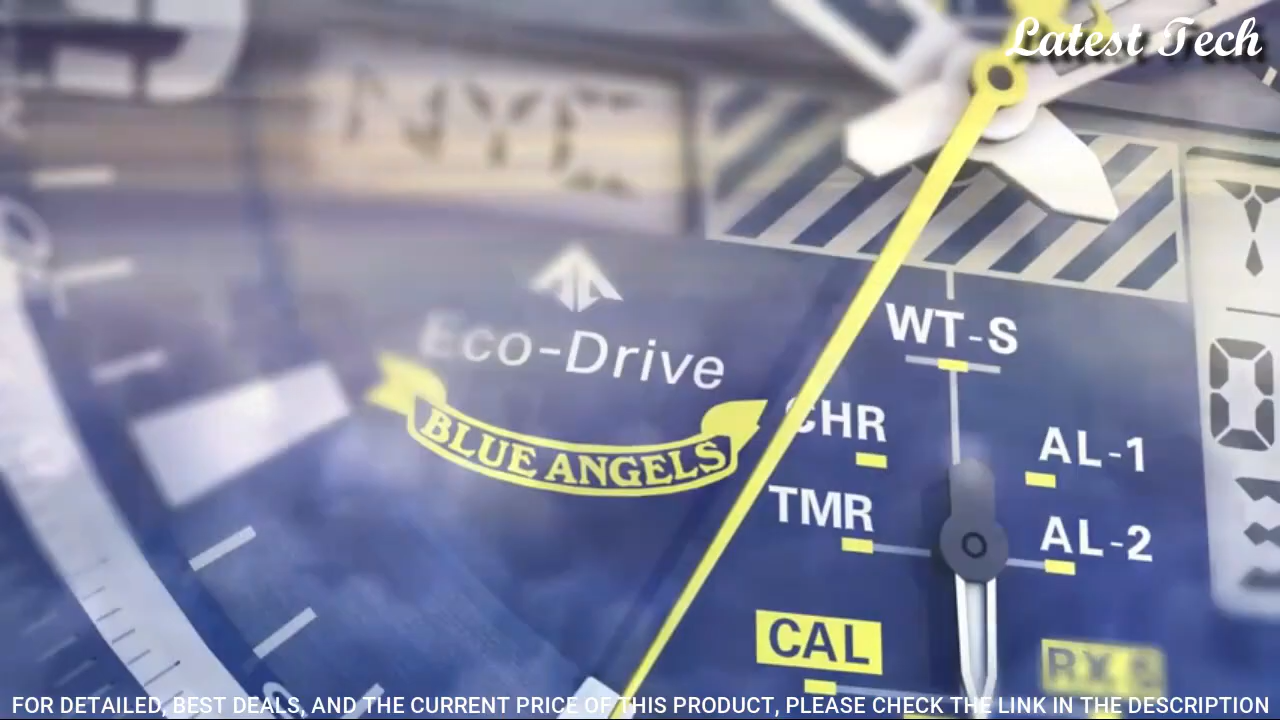 Latest Tech
NYC
Eco-Drive
BLUE ANGELS
WT-S
CHR
AL-1
TMR
AL-2
CAL
FOR DETAILED, BEST DEALS, AND THE CURRENT PRICE OF THIS PRODUCT, PLEASE CHECK THE LINK IN THE DESCRIPTION